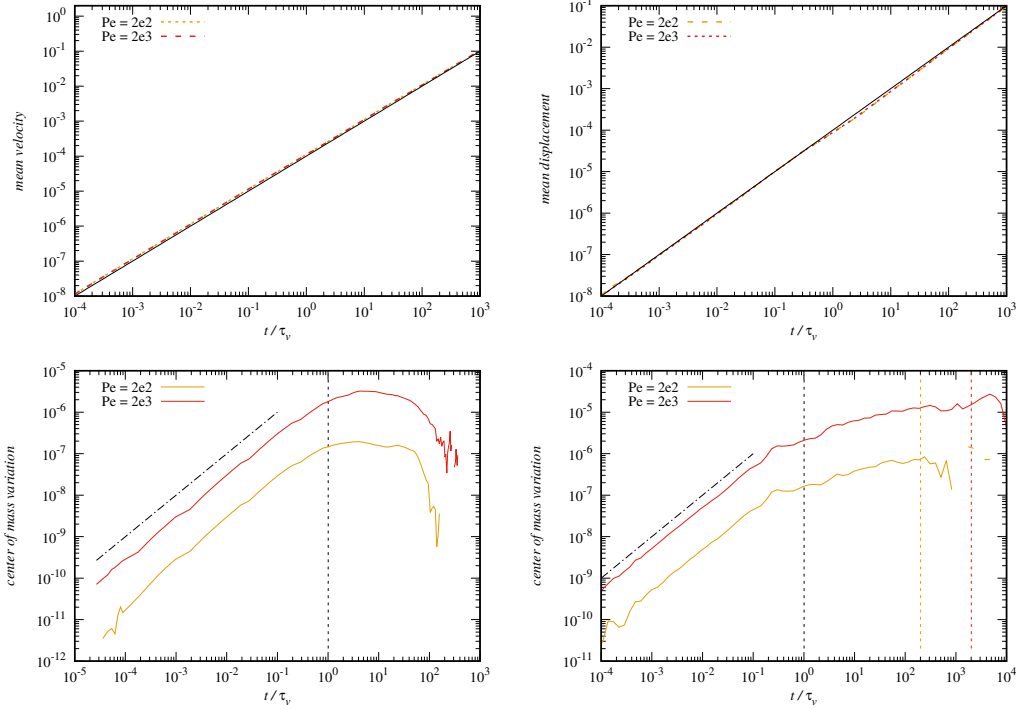 10^0
10^-1
10^-2
10^-3
10^-4
10^-5
10^-6
10^-7
10^-8
mean velocity
Pe = 2e2
Pe = 2e3
10^-4 10^-3 10^-2 10^-1 10^0 10^1 10^2 10^3
t / τ_v
10^-1
10^-2
10^-3
10^-4
10^-5
10^-6
10^-7
10^-8
mean displacement
Pe = 2e2
Pe = 2e3
10^-4 10^-3 10^-2 10^-1 10^0 10^1 10^2 10^3
t / τ_v
10^-5
10^-6
10^-7
10^-8
10^-9
10^-10
10^-11
10^-12
center of mass variation
Pe = 2e2
Pe = 2e3
10^-5 10^-4 10^-3 10^-2 10^-1 10^0 10^1 10^2 10^3
t / τ_v
10^-4
10^-5
10^-6
10^-7
10^-8
10^-9
10^-10
10^-11
center of mass variation
Pe = 2e2
Pe = 2e3
10^-4 10^-3 10^-2 10^-1 10^0 10^1 10^2 10^3 10^4
t / τ_v